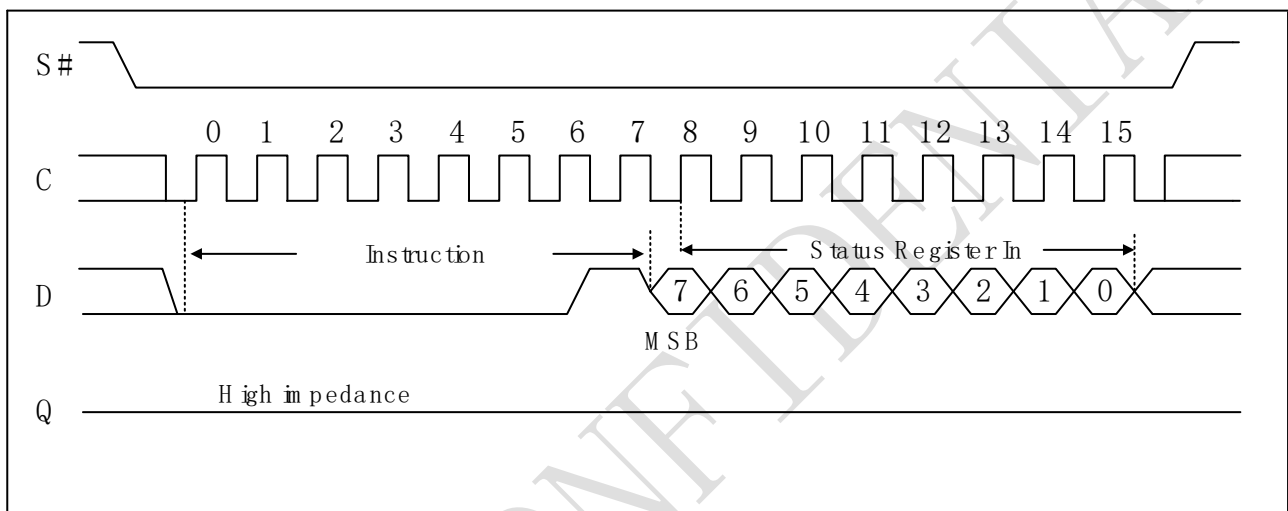 S#
0 1 2 3 4 5 6 7 8 9 10 11 12 13 14 15
C
Instruction
Status Register In
D
7 6 5 4 3 2 1 0
MSB
High impedance
Q
ONFIDENIA